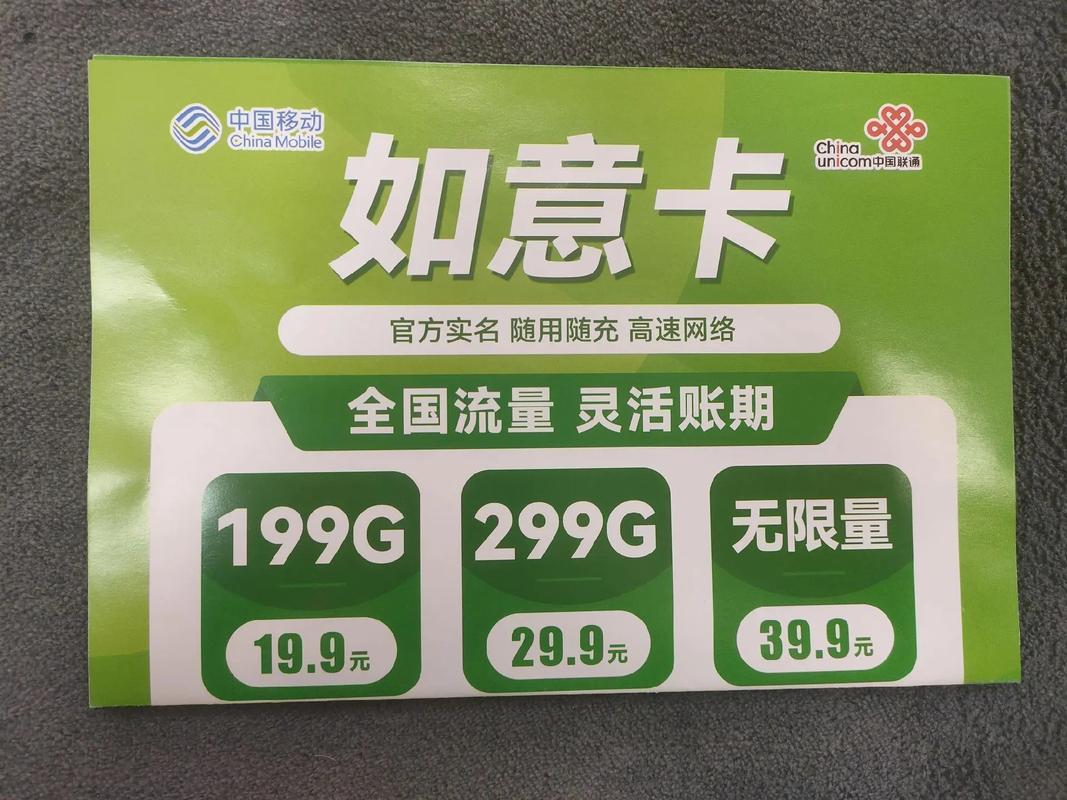 中国移动
China Mobile
China
unicom中国联通
如意卡
官方实名 随用随充 高速网络
全国流量 灵活账期
199G 299G 无限量
19.9元 29.9元 39.9元